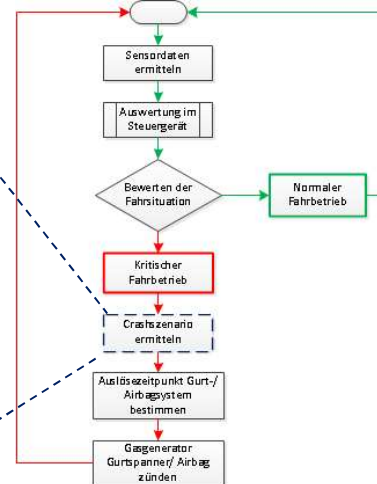 Sensordaten
ermitteln
Auswertung im
Steuergerät
Bewerten der
Fahrsituation
Normaler
Fahrbetrieb
Kritischer
Fahrbetrieb
Crashszenario
ermitteln
Auslösezeitpunkt Gurt-/
Airbagsystem
bestimmen
Gasgenerator
Gurtspanner/ Airbag
zünden